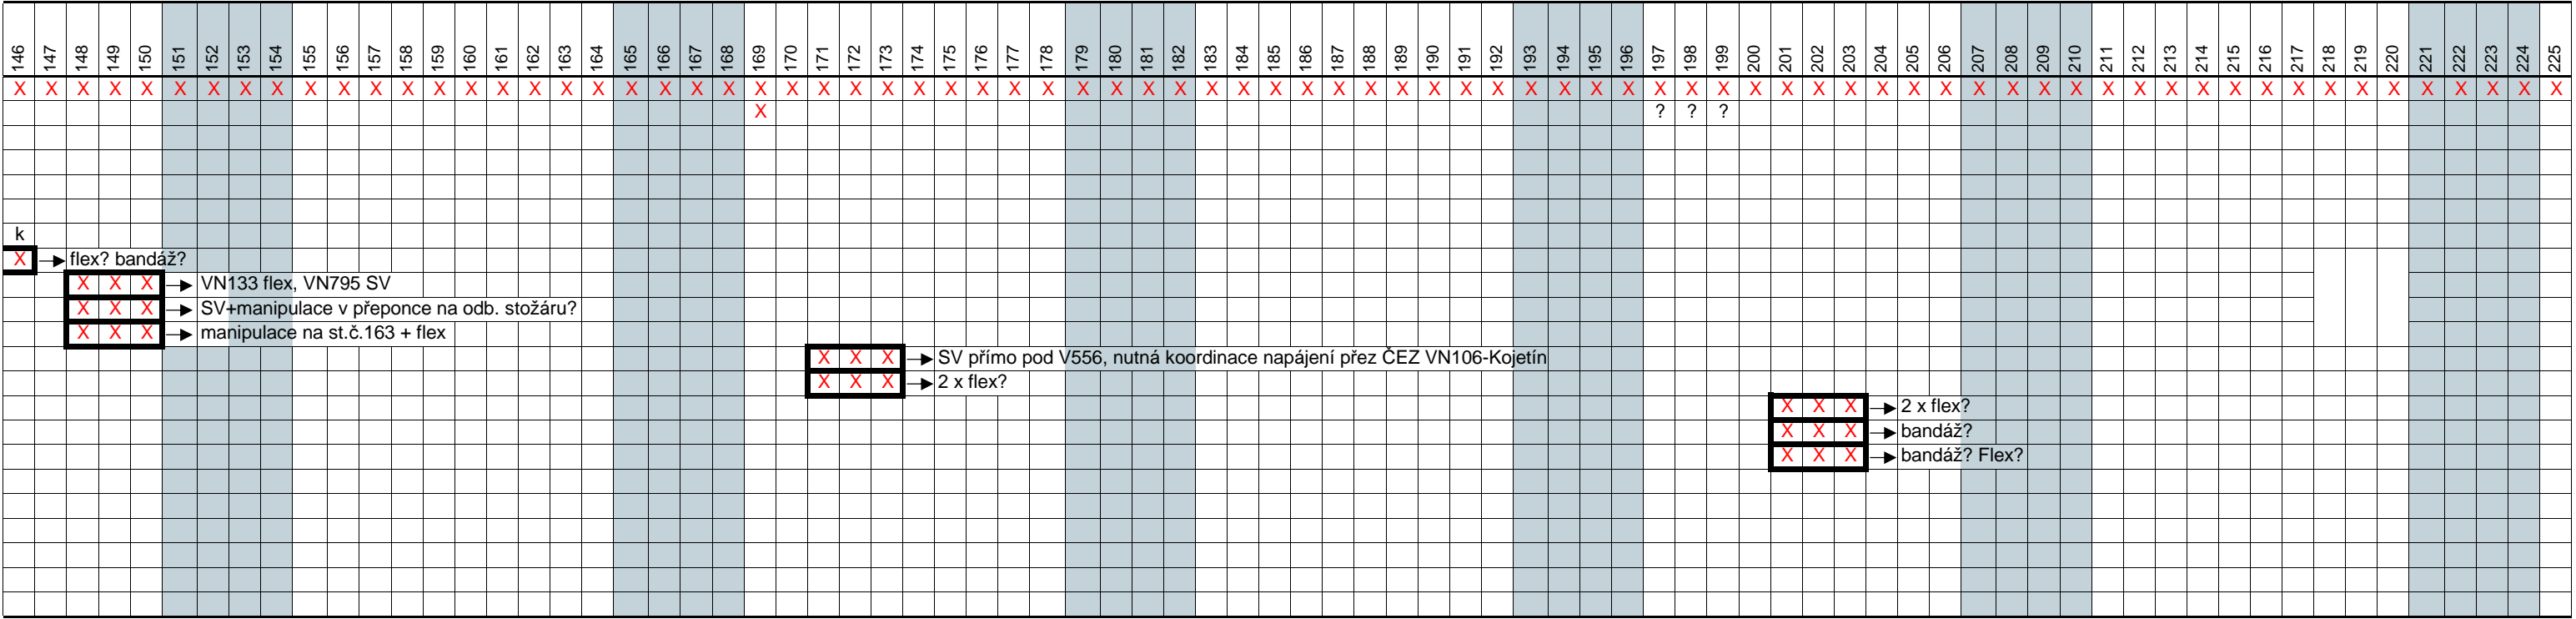 146 147 148 149 150 151 152 153 154 155 156 157 158 159 160 161 162 163 164 165 166 167 168 169 170 171 172 173 174 175 176 177 178 179 180 181 182 183 184 185 186 187 188 189 190 191 192 193 194 195 196 197 198 199 200 201 202 203 204 205 206 207 208 209 210 211 212 213 214 215 216 217 218 219 220 221 222 223 224 225
X X X X X X X X X X X X X X X X X X X X X X X X X X X X X X X X X X X X X X X X X X X X X X X X X X X X X X X X X X X X X X X X X X X X X X X X X X X X X X X X
X ? ? ?
k
X flex? bandáž?
X X X VN133 flex, VN795 SV
X X X SV+manipulace v přeponce na odb. stožáru?
X X X manipulace na st.č.163 + flex
X X X SV přímo pod V556, nutná koordinace napájení přez ČEZ VN106-Kojetín
X X X 2 x flex?
X X X 2 x flex?
X X X bandáž?
X X X bandáž? Flex?